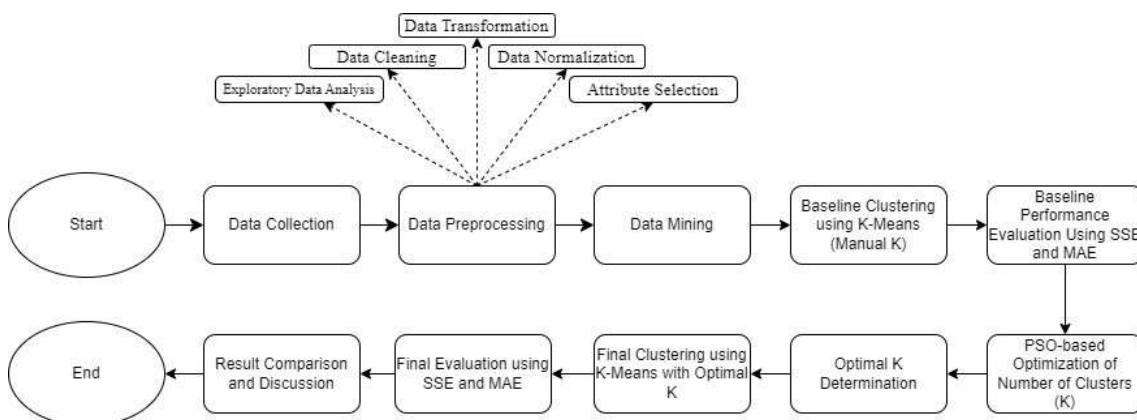 Data Transformation
Data Cleaning
Data Normalization
Exploratory Data Analysis
Attribute Selection
Start
Data Collection
Data Preprocessing
Data Mining
Baseline Clustering
using K-Means
(Manual K)
Baseline
Performance
Evaluation Using SSE
and MAE
End
Result Comparison
and Discussion
Final Evaluation using
SSE and MAE
Final Clustering using
K-Means with Optimal
K
Optimal K
Determination
PSO-based
Optimization of
Number of Clusters
(K)